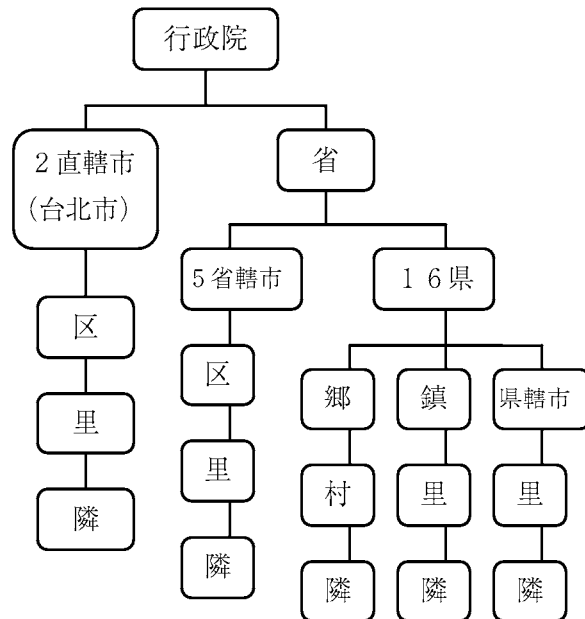 行政院
２直轄市
(台北市)
省
５省轄市
１６県
区
区
郷
鎮
県轄市
里
里
村
里
里
隣
隣
隣
隣
隣